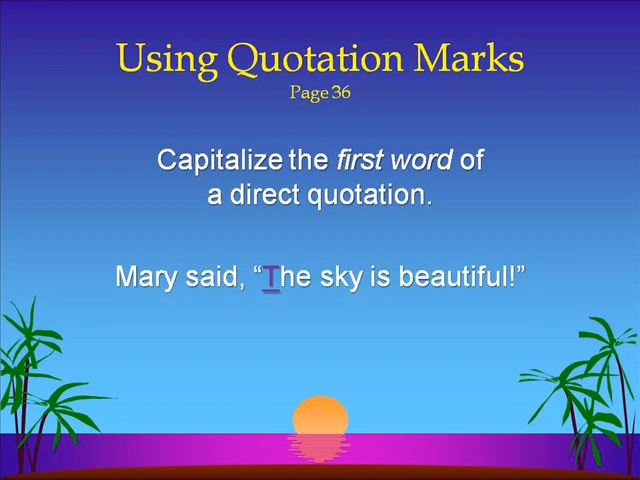 Using Quotation Marks
Page 36
Capitalize the first word of
a direct quotation.
Mary said, “The sky is beautiful!”